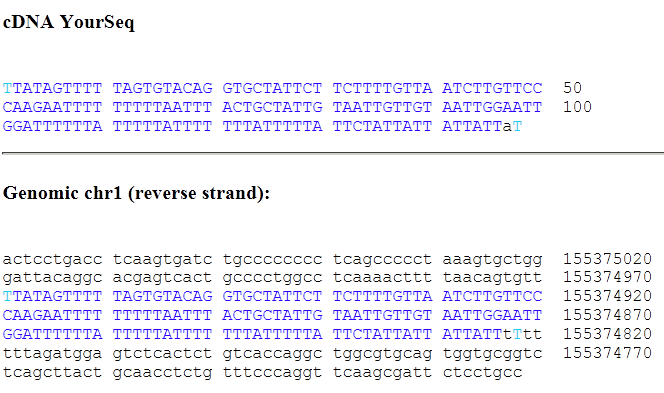 cDNA YourSeq
TTATAGTTTT TAGTGTACAG GTGCTATTCT TCTTTTGTTA ATCTTGTTCC 50
CAAGAATTTT TTTTTAATTT ACTGCTATTG TAATTGTTGT AATTGGAATT 100
GGATTTTTTA TTTTTATTTT TTTATTTTTA TTCTATTATT ATTATTaT
Genomic chr1 (reverse strand):
actcctgacc tcaagtgatc tgcccccccc tcagccccct aaagtgctgg 155375020
gattacaggc acgagtcact gcccctggcc tcaaaacttt taacagtgtt 155374970
TTATAGTTTT TAGTGTACAG GTGCTATTCT TCTTTTGTTA ATCTTGTTCC 155374920
CAAGAATTTT TTTTTAATTT ACTGCTATTG TAATTGTTGT AATTGGAATT 155374870
GGATTTTTTA TTTTTATTTT TTTATTTTTA TTCTATTATT ATTATTtTtt 155374820
tttagatgga gtctcactct gtcaccaggc tggcgtgcag tggtgcggtc 155374770
tcagcttact gcaacctctg tttcccaggt tcaagcgatt ctcctgcc